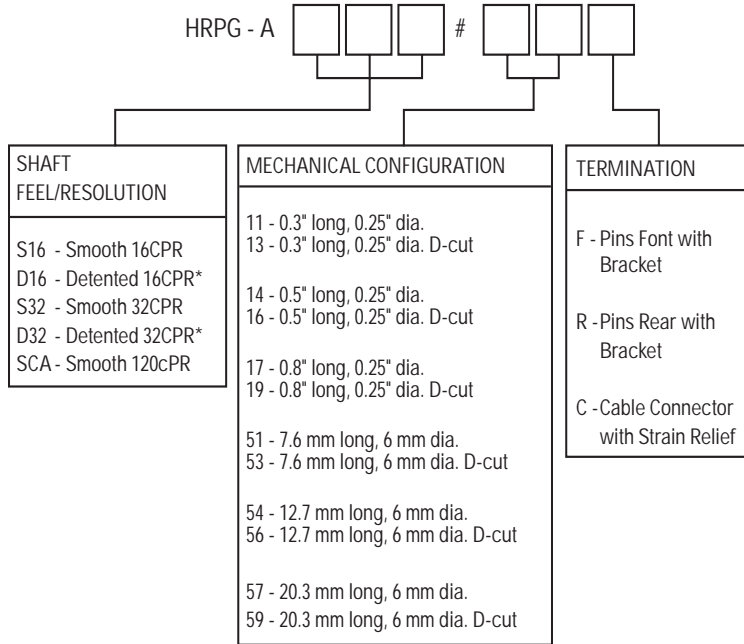 HRPG - A #
SHAFT
FEEL/RESOLUTION
S16 - Smooth 16CPR
D16 - Detented 16CPR*
S32 - Smooth 32CPR
D32 - Detented 32CPR*
SCA - Smooth 120cPR
MECHANICAL CONFIGURATION
11 - 0.3" long, 0.25" dia.
13 - 0.3" long, 0.25" dia. D-cut
14 - 0.5" long, 0.25" dia.
16 - 0.5" long, 0.25" dia. D-cut
17 - 0.8" long, 0.25" dia.
19 - 0.8" long, 0.25" dia. D-cut
51 - 7.6 mm long, 6 mm dia.
53 - 7.6 mm long, 6 mm dia. D-cut
54 - 12.7 mm long, 6 mm dia.
56 - 12.7 mm long, 6 mm dia. D-cut
57 - 20.3 mm long, 6 mm dia.
59 - 20.3 mm long, 6 mm dia. D-cut
TERMINATION
F - Pins Font with
Bracket
R - Pins Rear with
Bracket
C - Cable Connector
with Strain Relief